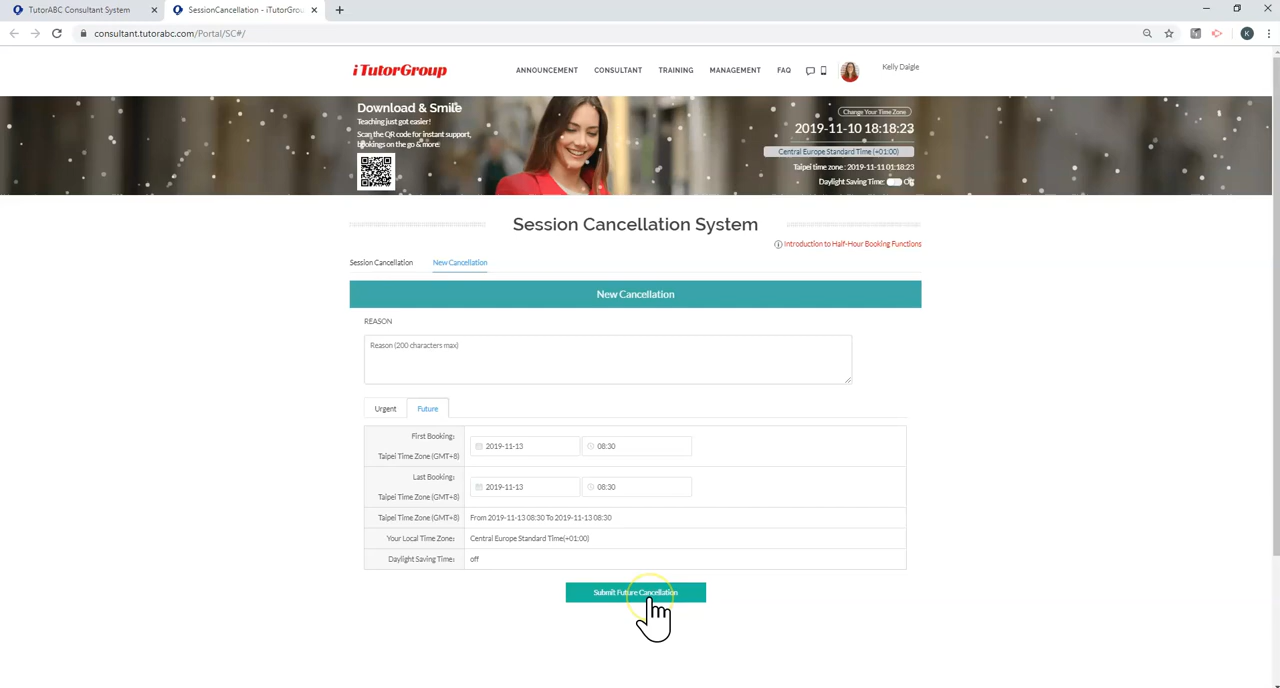 TutorABC Consultant System
SessionCancellation - iTutorGrou
consultant.tutorabc.com/Portal/SC#/
K
iTutorGroup
ANNOUNCEMENT CONSULTANT TRAINING MANAGEMENT FAQ
Kelly Daigle
Download & Smile
Teaching just got easier!
Scan the QR code for instant support,
bookings on the go & more!
Change Your Time Zone
2019-11-10 18:18:23
Central Europe Standard Time (+01:00)
Taipei time zone : 2019-11-11 01:18:23
Daylight Saving Time: Off
Session Cancellation System
Introduction to Half-Hour Booking Functions
Session Cancellation New Cancellation
New Cancellation
REASON
Reason (200 characters max)
Urgent Future
First Booking:
Taipei Time Zone (GMT+8)
2019-11-13 08:30
Last Booking:
Taipei Time Zone (GMT+8)
2019-11-13 08:30
Taipei Time Zone (GMT+8) From 2019-11-13 08:30 To 2019-11-13 08:30
Your Local Time Zone: Central Europe Standard Time(+01:00)
Daylight Saving Time: off
Submit Future Cancellation